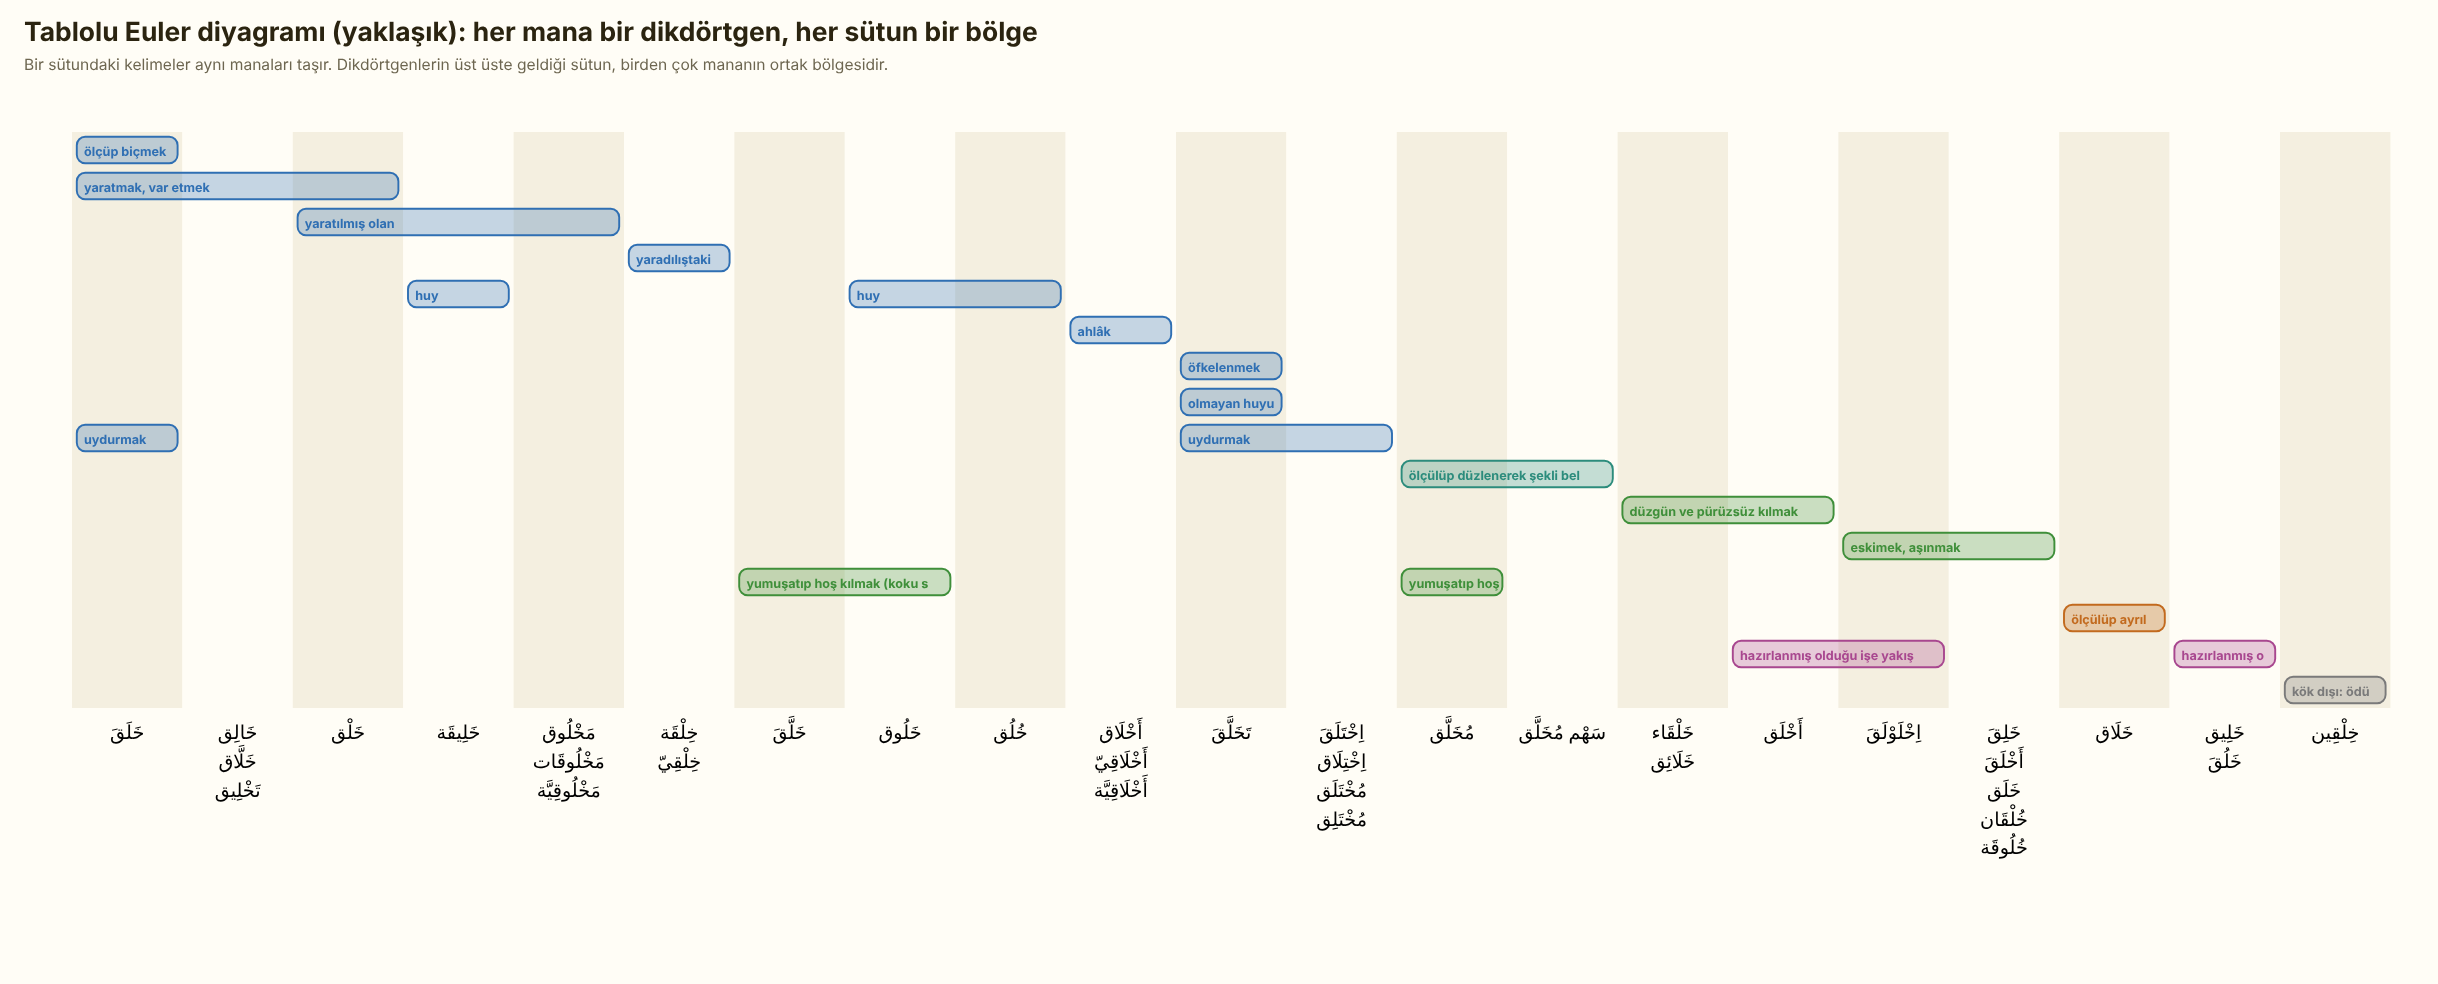 Tablolu Euler diyagramı (yaklaşık): her mana bir dikdörtgen, her sütun bir bölge
Bir sütundaki kelimeler aynı manaları taşır. Dikdörtgenlerin üst üste geldiği sütun, birden çok mananın ortak bölgesidir.
ölçüp biçmek
yaratmak, var etmek
yaratılmış olan
yaradılıştaki
huy
huy
ahlâk
öfkelenmek
olmayan huyu
uydurmak
uydurmak
ölçülüp düzlenerek şekli bel
düzgün ve pürüzsüz kılmak
eskimek, aşınmak
yumuşatıp hoş kılmak (koku s
yumuşatıp hoş
ölçülüp ayrıl
hazırlanmış olduğu işe yakış
hazırlanmış o
kök dışı: ödü
خَلَقَ
خَالِق
خَلَّاق
تَخْلِيق
خَلْق
خَلِيقَة
مَخْلُوق
مَخْلُوقَات
مَخْلُوقِيَّة
خِلْقَة
خِلْقِيّ
خَلَّقَ
خَلُوق
خُلُق
أَخْلَاق
أَخْلَاقِيّ
أَخْلَاقِيَّة
تَخَلَّقَ
اِخْتَلَقَ
اِخْتِلَاق
مُخْتَلَق
مُخْتَلِق
مُخَلَّق
سَهْم مُخَلَّق
خَلْقَاء
خَلَائِق
أَخْلَق
اِخْلَوْلَقَ
خَلِقَ
أَخْلَقَ
خَلَق
خُلْقَان
خُلُوقَة
خَلَاق
خَلِيق
خَلُقَ
خِلْقِين